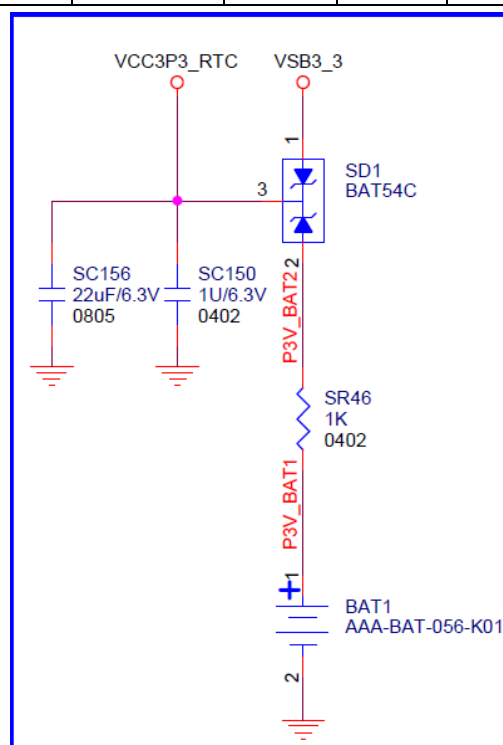 VCC3P3_RTC
VSB3_3
1
SD1
BAT54C
3
2
SC156
22uF/6.3V
0805
SC150
1U/6.3V
0402
P3V_BAT2
SR46
1K
0402
P3V_BAT1
1
+
BAT1
AAA-BAT-056-K01
2